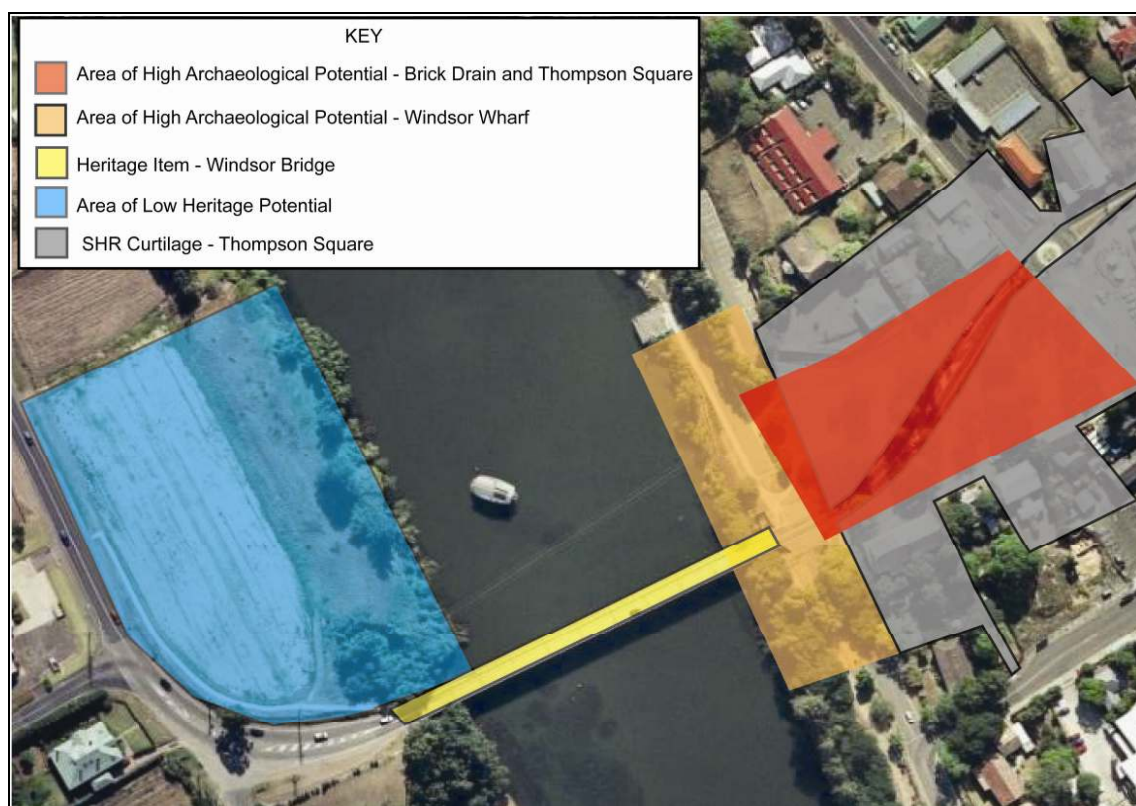 KEY
Area of High Archaeological Potential - Brick Drain and Thompson Square
Area of High Archaeological Potential - Windsor Wharf
Heritage Item - Windsor Bridge
Area of Low Heritage Potential
SHR Curtilage - Thompson Square